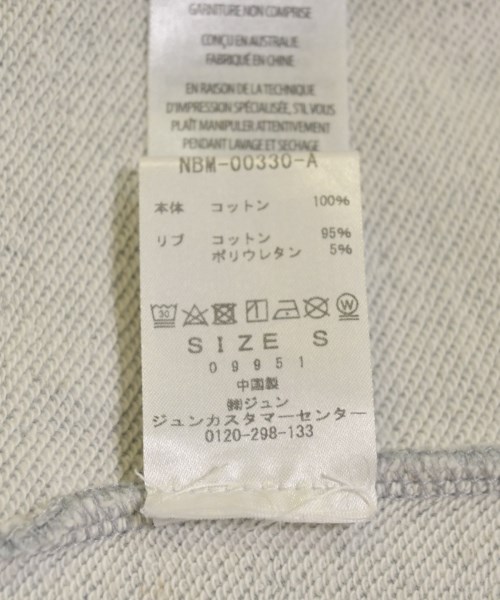 GARNITURE NON COMPRISE
CONÇU EN AUSTRALIE
FABRIQUÉ EN CHINE
EN RAISON DE LA TECHNIQUE
D'IMPRESSION SPÉCIALISÉE, S'IL VOUS
PLAÎT MANIPULER ATTENTIVEMENT
PENDANT LAVAGE ET SECHAGE
NBM-00330-A
本体 コットン 100%
リブ コットン 95%
ポリウレタン 5%
30 W
SIZE S
09951
中国製
㈱ジュン
ジュンカスタマーセンター
0120-298-133